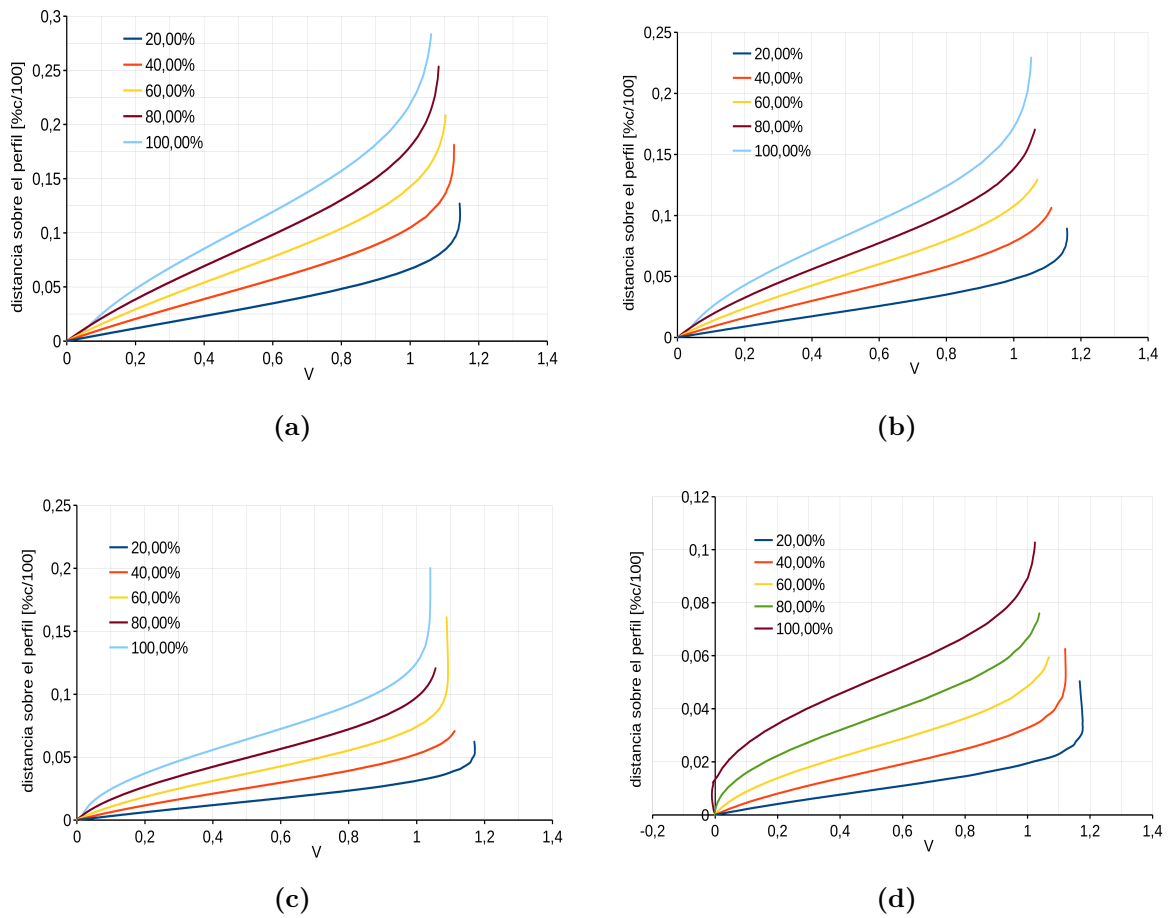 0,3
0,25
0,2
0,15
0,1
0,05
0
distancia sobre el perfil [%c/100]
20,00%
40,00%
60,00%
80,00%
100,00%
0 0,2 0,4 0,6 0,8 1 1,2 1,4
V
(a)
0,25
0,2
0,15
0,1
0,05
0
distancia sobre el perfil [%c/100]
20,00%
40,00%
60,00%
80,00%
100,00%
0 0,2 0,4 0,6 0,8 1 1,2 1,4
V
(b)
0,25
0,2
0,15
0,1
0,05
0
distancia sobre el perfil [%c/100]
20,00%
40,00%
60,00%
80,00%
100,00%
0 0,2 0,4 0,6 0,8 1 1,2 1,4
V
(c)
0,12
0,1
0,08
0,06
0,04
0,02
0
distancia sobre el perfil [%c/100]
20,00%
40,00%
60,00%
80,00%
100,00%
-0,2 0 0,2 0,4 0,6 0,8 1 1,2 1,4
V
(d)